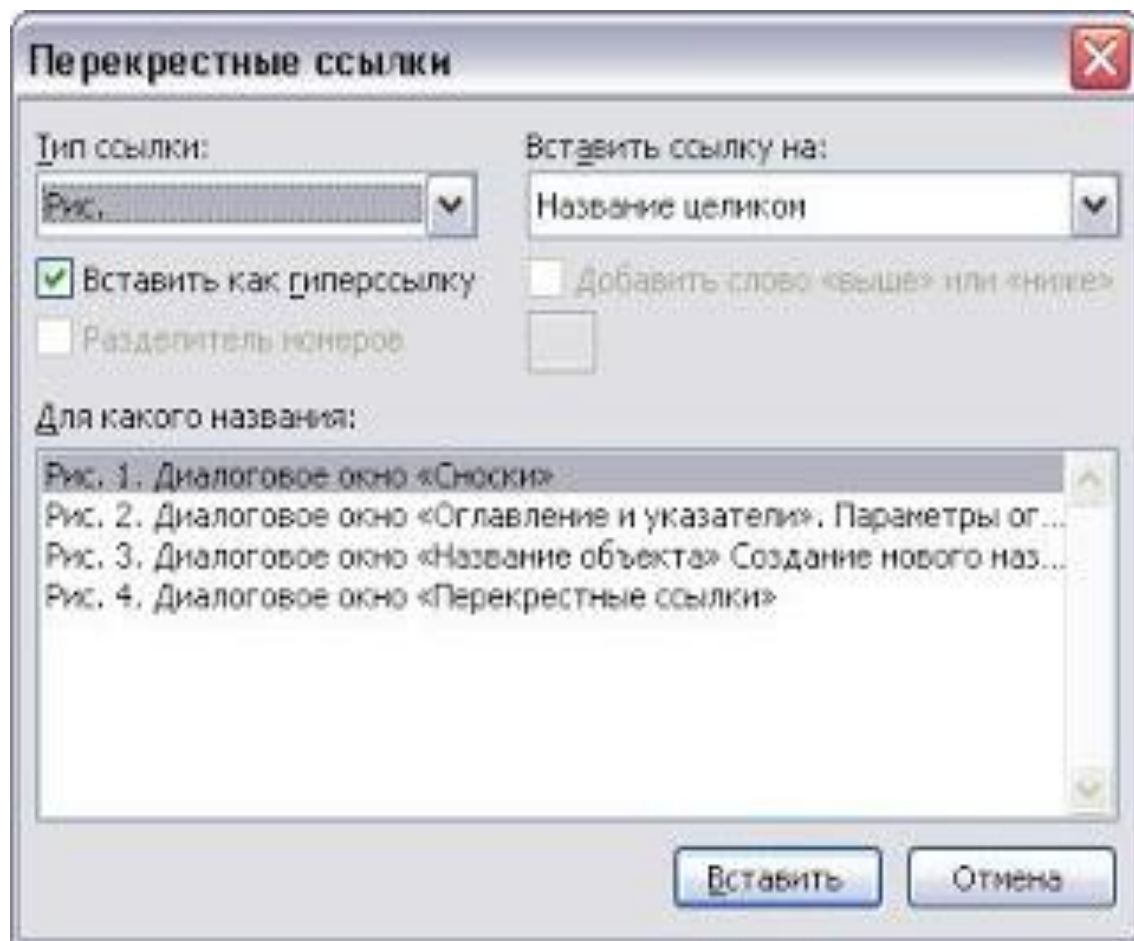 Перекрестные ссылки
Тип ссылки:
Вставить ссылку на:
Рис.
Название целиком
Вставить как гиперссылку
Добавить слово «выше» или «ниже»
Разделитель номеров
Для какого названия:
Рис. 1. Диалоговое окно «Сноски»
Рис. 2. Диалоговое окно «Оглавление и указатели». Параметры ог...
Рис. 3. Диалоговое окно «Название объекта» Создание нового наз...
Рис. 4. Диалоговое окно «Перекрестные ссылки»
Вставить
Отмена